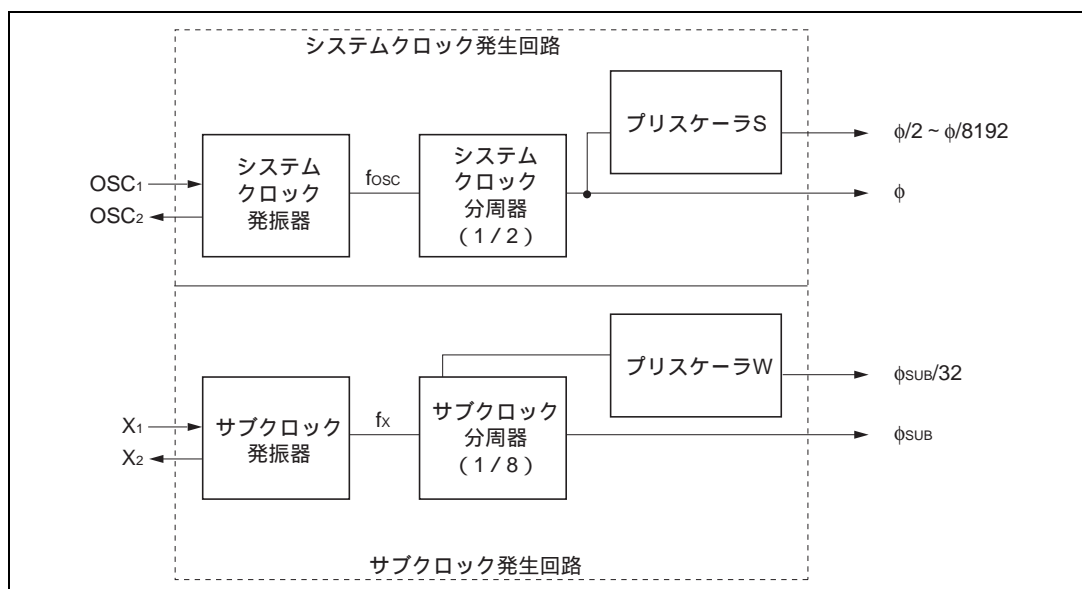 システムクロック発生回路
プリスケーラS
φ/2 ~ φ/8192
OSC1
OSC2
システム
クロック
発振器
fosc
システム
クロック
分周器
(1/2)
φ
プリスケーラW
φSUB/32
X1
X2
サブクロック
発振器
fx
サブクロック
分周器
(1/8)
φSUB
サブクロック発生回路